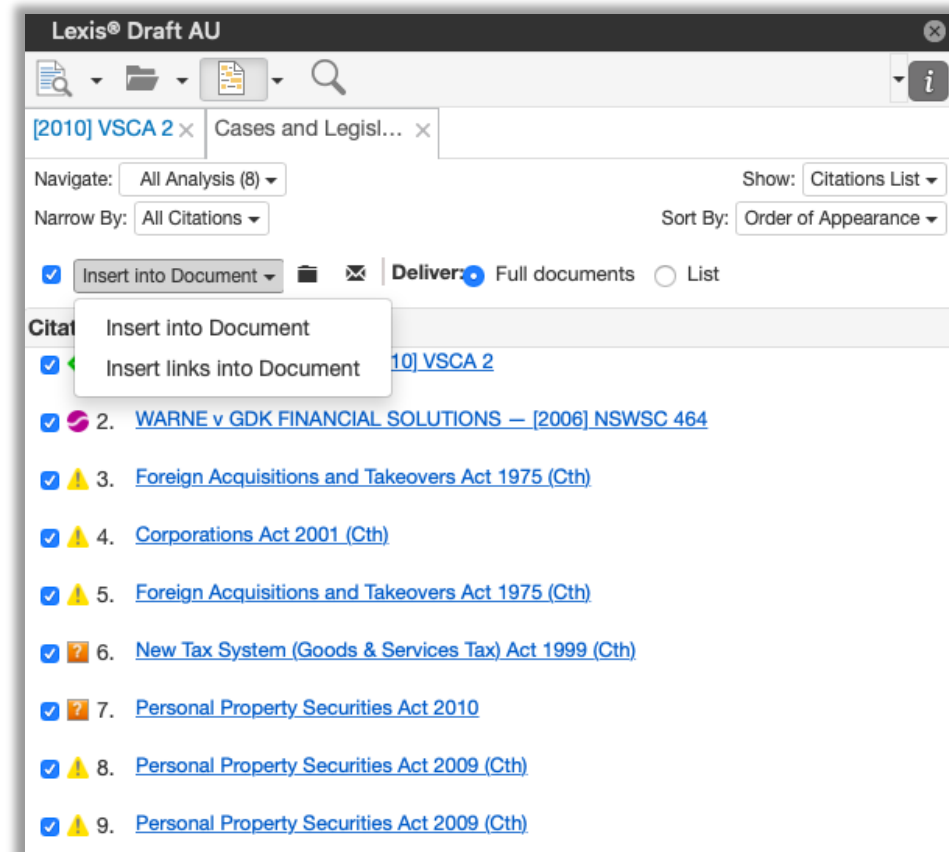 Lexis® Draft AU
i
[2010] VSCA 2 Cases and Legisl...
Navigate: All Analysis (8) Show: Citations List
Narrow By: All Citations Sort By: Order of Appearance
Insert into Document Deliver: Full documents List
Citat
Insert into Document
10] VSCA 2
Insert links into Document
2. WARNE v GDK FINANCIAL SOLUTIONS — [2006] NSWSC 464
! 3. Foreign Acquisitions and Takeovers Act 1975 (Cth)
! 4. Corporations Act 2001 (Cth)
! 5. Foreign Acquisitions and Takeovers Act 1975 (Cth)
? 6. New Tax System (Goods & Services Tax) Act 1999 (Cth)
? 7. Personal Property Securities Act 2010
! 8. Personal Property Securities Act 2009 (Cth)
! 9. Personal Property Securities Act 2009 (Cth)